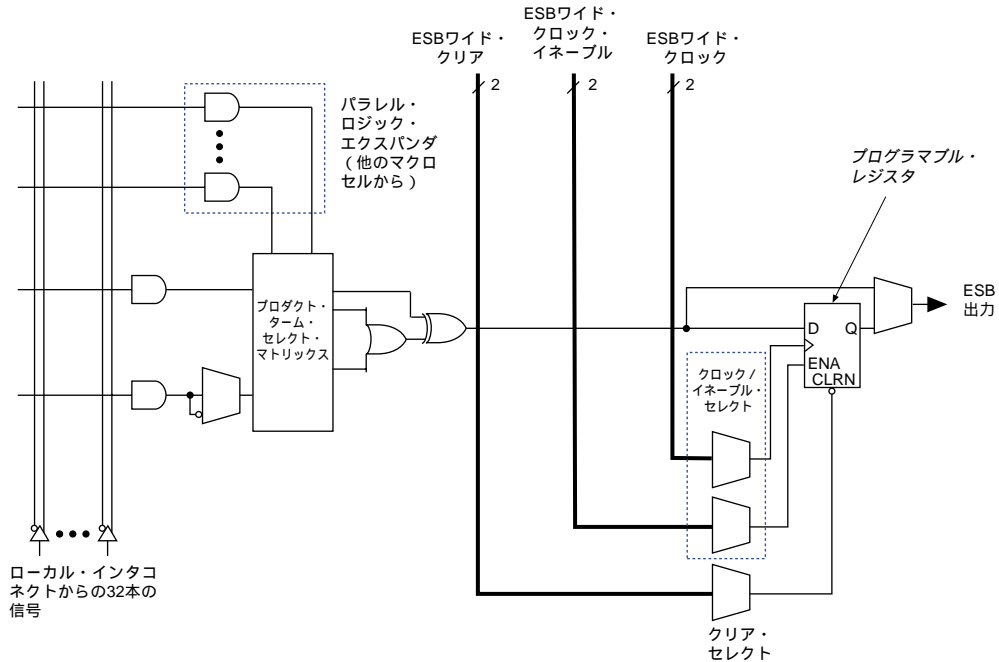 ESBワイド・
クリア
ESBワイド・
クロック・
イネーブル
ESBワイド・
クロック
2
2
2
パラレル・
ロジック・
エクスパンダ
（他のマクロ
セルから）
プログラマブル・
レジスタ
プロダクト・
ターム・
セレクト・
マトリックス
ESB
出力
D
Q
ENA
CLRN
クロック /
イネーブル・
セレクト
ローカル・インタコ
ネクトからの32本の
信号
クリア・
セレクト